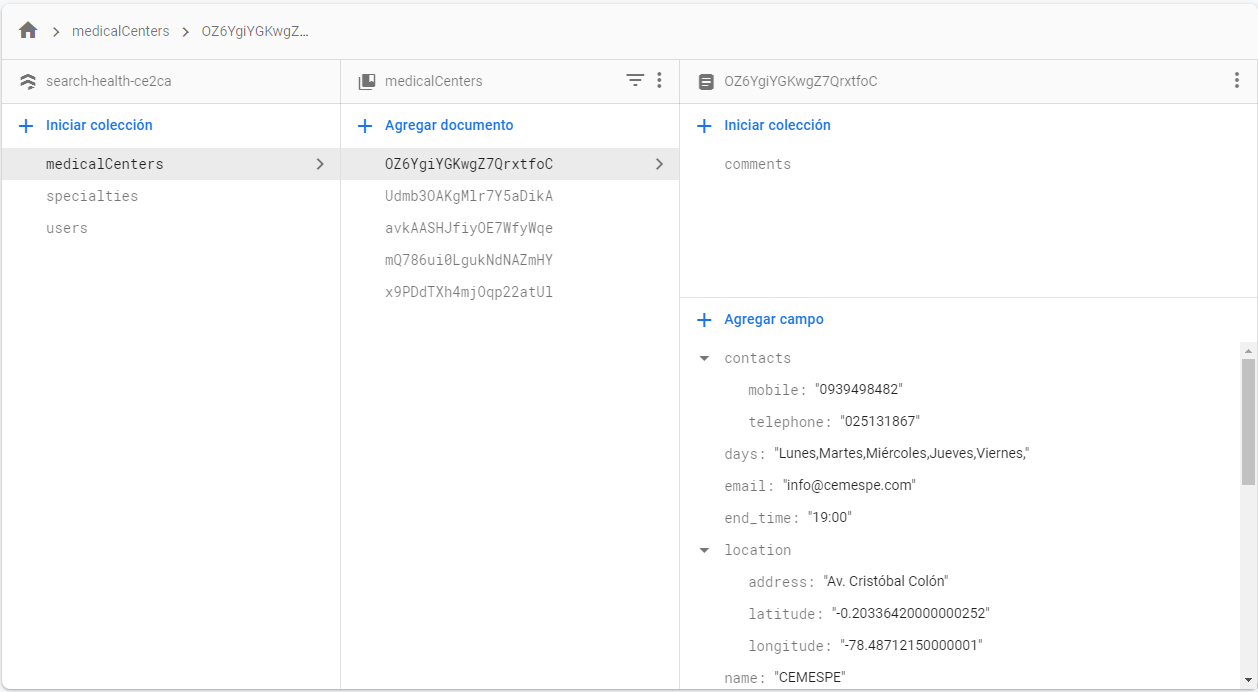 medicalCenters
OZ6YgiYGKwgZ…
search-health-ce2ca
medicalCenters
OZ6YgiYGKwgZ7QrxtfoC
Iniciar colección
medicalCenters
specialties
users
Agregar documento
OZ6YgiYGKwgZ7QrxtfoC
Udmb3OAKgMlr7Y5aDikA
avkAASHJfiyOE7WfyWqe
mQ786ui0LgukNdNAZmHY
x9PDdTXh4mjOqp22atUl
Iniciar colección
comments
Agregar campo
contacts
mobile: "0939498482"
telephone: "025131867"
days: "Lunes,Martes,Miércoles,Jueves,Viernes,"
email: "info@cemespe.com"
end_time: "19:00"
location
address: "Av. Cristóbal Colón"
latitude: "-0.20336420000000252"
longitude: "-78.48712150000001"
name: "CEMESPE"